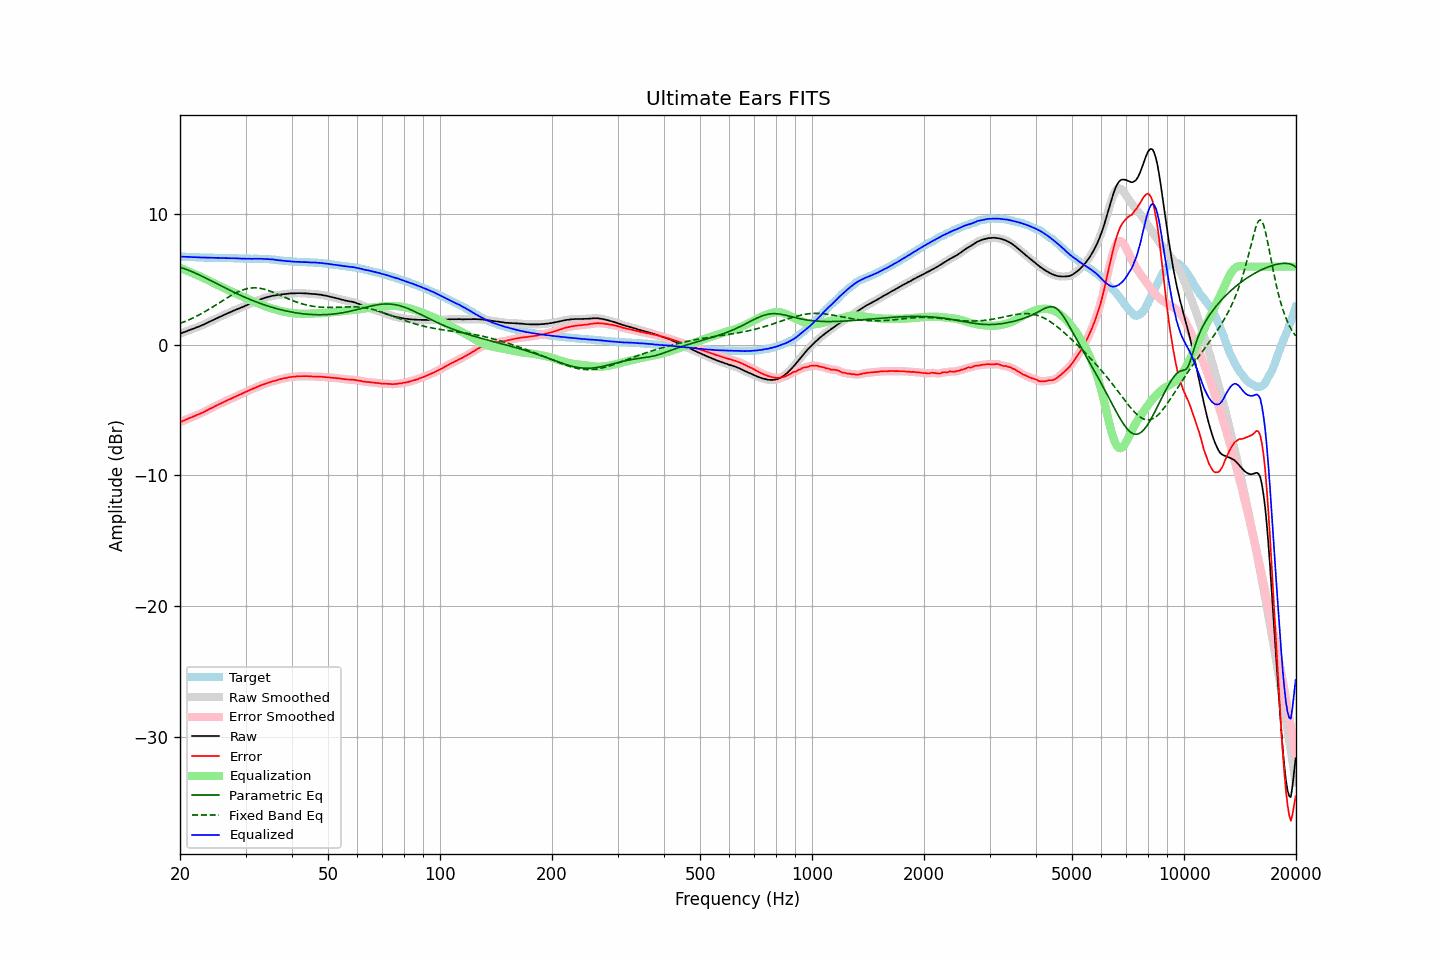 Ultimate Ears FITS
Amplitude (dBr)
10
0
−10
−20
−30
Target
Raw Smoothed
Error Smoothed
Raw
Error
Equalization
Parametric Eq
Fixed Band Eq
Equalized
20 50 100 200 500 1000 2000 5000 10000 20000
Frequency (Hz)